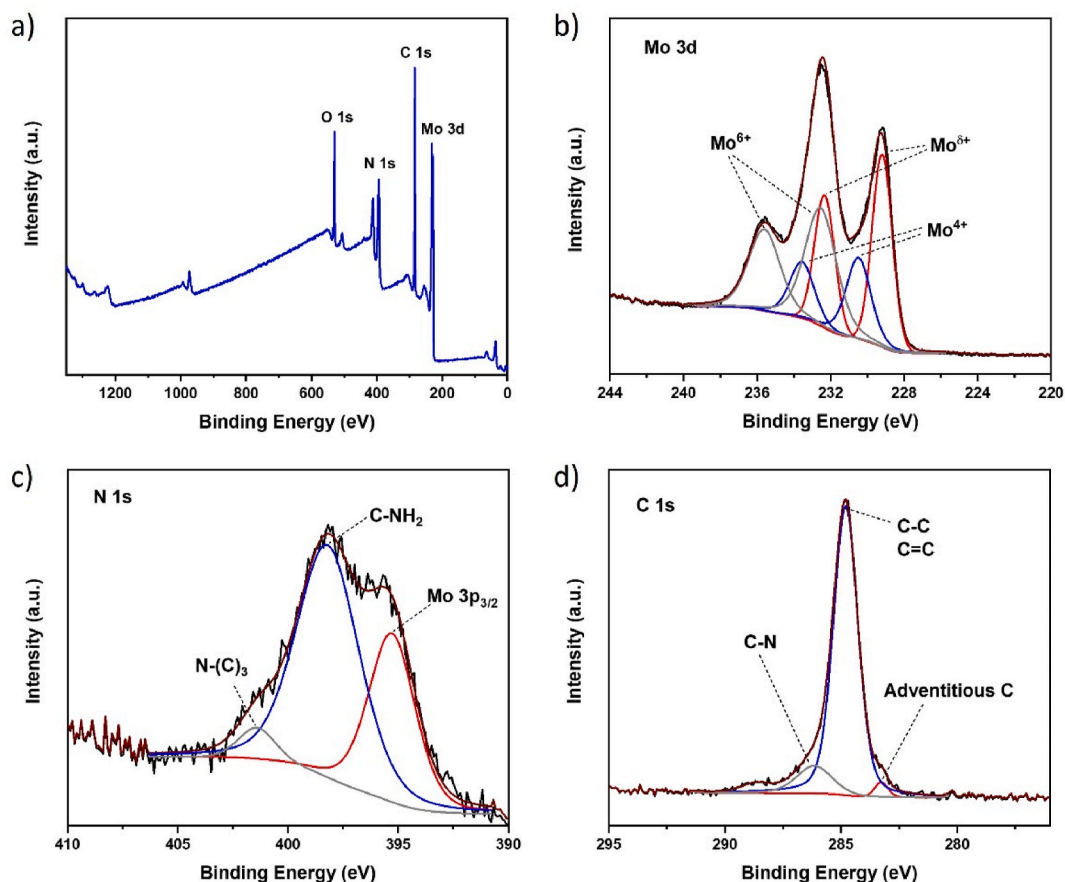 a)
C 1s
O 1s
Mo 3d
N 1s
Intensity (a.u.)
1200 1000 800 600 400 200 0
Binding Energy (eV)
b)
Mo 3d
Mo⁶⁺
Mo^δ+
Mo⁴⁺
Intensity (a.u.)
244 240 236 232 228 224 220
Binding Energy (eV)
c)
N 1s
C-NH₂
Mo 3p₃/₂
N-(C)₃
Intensity (a.u.)
410 405 400 395 390
Binding Energy (eV)
d)
C 1s
C-C
C=C
C-N
Adventitious C
Intensity (a.u.)
295 290 285 280
Binding Energy (eV)